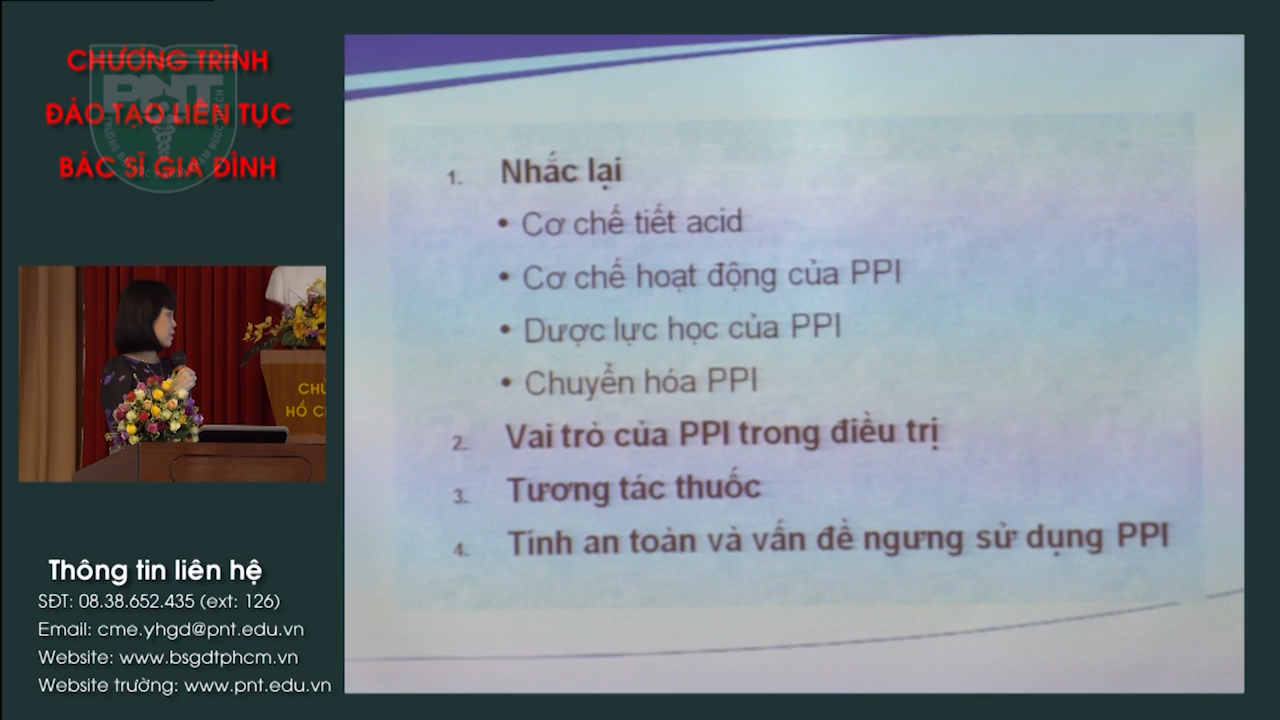 CHƯƠNG TRÌNH
ĐÀO TẠO LIÊN TỤC
BÁC SĨ GIA ĐÌNH
PNT
1. Nhắc lại
• Cơ chế tiết acid
• Cơ chế hoạt động của PPI
• Dược lực học của PPI
• Chuyển hóa PPI
2. Vai trò của PPI trong điều trị
3. Tương tác thuốc
4. Tính an toàn và vấn đề ngưng sử dụng PPI
CHỦ
HỒ CH
Thông tin liên hệ
SĐT: 08.38.652.435 (ext: 126)
Email: cme.yhgd@pnt.edu.vn
Website: www.bsgdtphcm.vn
Website trường: www.pnt.edu.vn